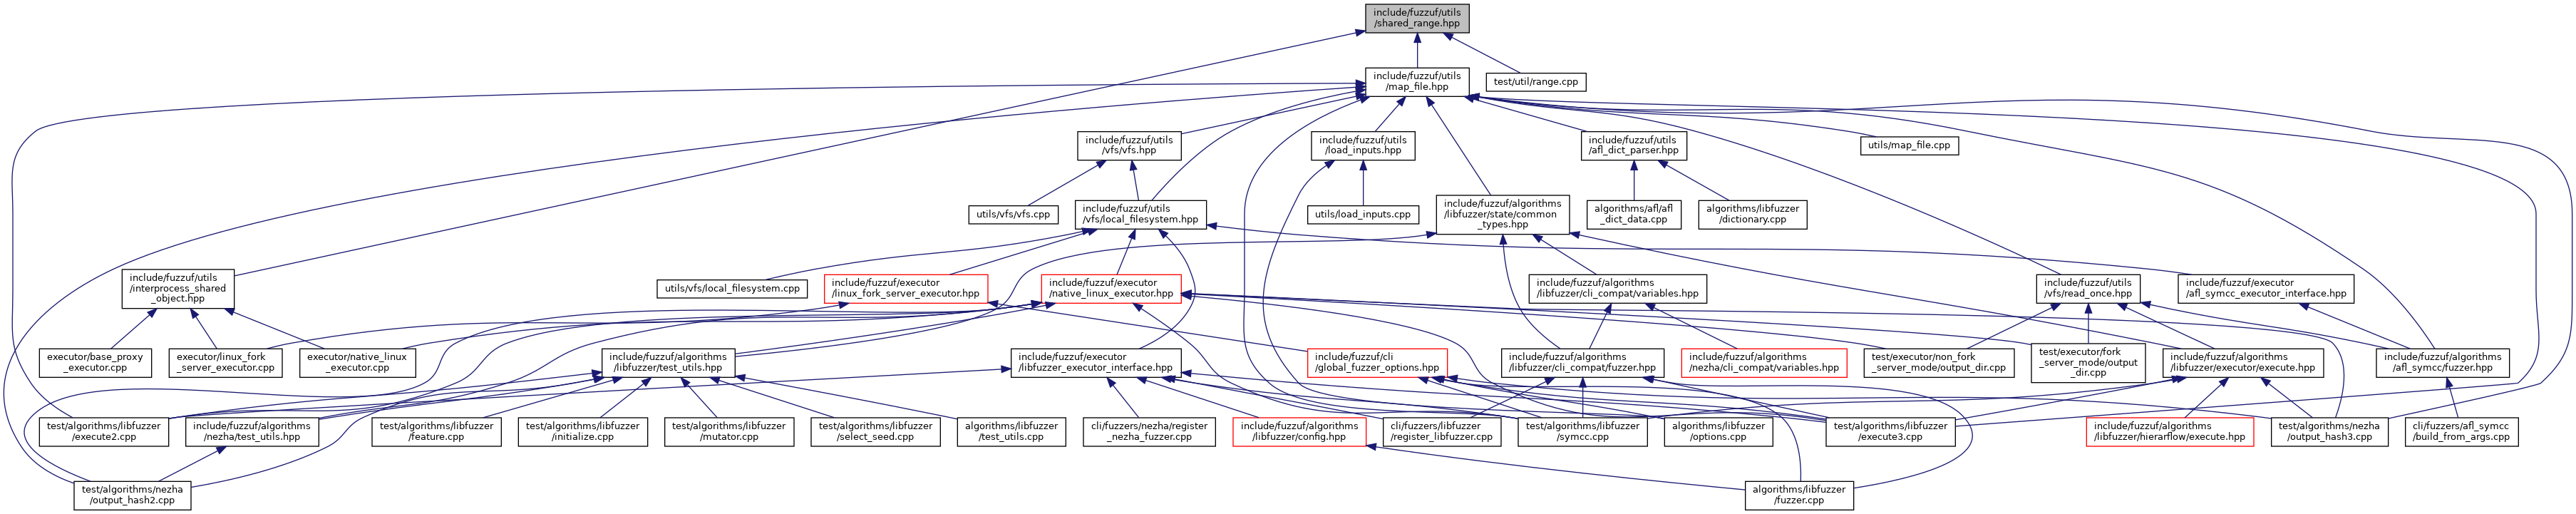 include/fuzzuf/utils
/shared_range.hpp
include/fuzzuf/utils
/map_file.hpp
test/util/range.cpp
include/fuzzuf/utils
/vfs/vfs.hpp
include/fuzzuf/utils
/load_inputs.hpp
include/fuzzuf/utils
/afl_dict_parser.hpp
utils/map_file.cpp
utils/vfs/vfs.cpp
include/fuzzuf/utils
/vfs/local_filesystem.hpp
utils/load_inputs.cpp
include/fuzzuf/algorithms
/libfuzzer/state/common
_types.hpp
algorithms/afl/afl
_dict_data.cpp
algorithms/libfuzzer
/dictionary.cpp
include/fuzzuf/utils
/interprocess_shared
_object.hpp
utils/vfs/local_filesystem.cpp
include/fuzzuf/executor
/linux_fork_server_executor.hpp
include/fuzzuf/executor
/native_linux_executor.hpp
include/fuzzuf/algorithms
/libfuzzer/cli_compat/variables.hpp
include/fuzzuf/utils
/vfs/read_once.hpp
include/fuzzuf/executor
/afl_symcc_executor_interface.hpp
executor/base_proxy
_executor.cpp
executor/linux_fork
_server_executor.cpp
executor/native_linux
_executor.cpp
include/fuzzuf/algorithms
/libfuzzer/test_utils.hpp
include/fuzzuf/executor
/libfuzzer_executor_interface.hpp
include/fuzzuf/cli
/global_fuzzer_options.hpp
include/fuzzuf/algorithms
/libfuzzer/cli_compat/fuzzer.hpp
include/fuzzuf/algorithms
/nezha/cli_compat/variables.hpp
test/executor/non_fork
_server_mode/output_dir.cpp
test/executor/fork
_server_mode/output
_dir.cpp
include/fuzzuf/algorithms
/libfuzzer/executor/execute.hpp
include/fuzzuf/algorithms
/afl_symcc/fuzzer.hpp
test/algorithms/libfuzzer
/execute2.cpp
include/fuzzuf/algorithms
/nezha/test_utils.hpp
test/algorithms/libfuzzer
/feature.cpp
test/algorithms/libfuzzer
/initialize.cpp
test/algorithms/libfuzzer
/mutator.cpp
test/algorithms/libfuzzer
/select_seed.cpp
algorithms/libfuzzer
/test_utils.cpp
cli/fuzzers/nezha/register
_nezha_fuzzer.cpp
include/fuzzuf/algorithms
/libfuzzer/config.hpp
cli/fuzzers/libfuzzer
/register_libfuzzer.cpp
test/algorithms/libfuzzer
/symcc.cpp
algorithms/libfuzzer
/options.cpp
test/algorithms/libfuzzer
/execute3.cpp
include/fuzzuf/algorithms
/libfuzzer/hierarflow/execute.hpp
test/algorithms/nezha
/output_hash3.cpp
cli/fuzzers/afl_symcc
/build_from_args.cpp
test/algorithms/nezha
/output_hash2.cpp
algorithms/libfuzzer
/fuzzer.cpp